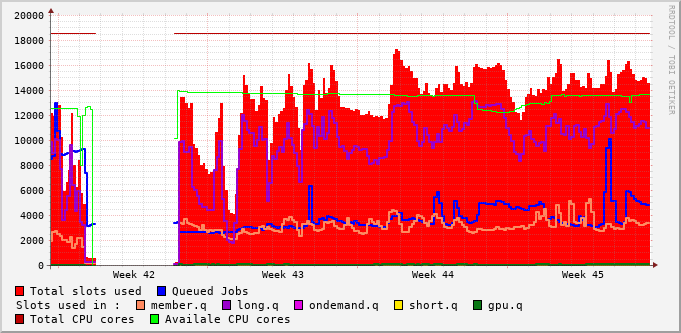 20000
18000
16000
14000
12000
10000
8000
6000
4000
2000
0
Week 42 Week 43 Week 44 Week 45
RRDTOOL / TOBI OETIKER
Total slots used Queued Jobs
Slots used in : member.q long.q ondemand.q short.q gpu.q
Total CPU cores Availale CPU cores